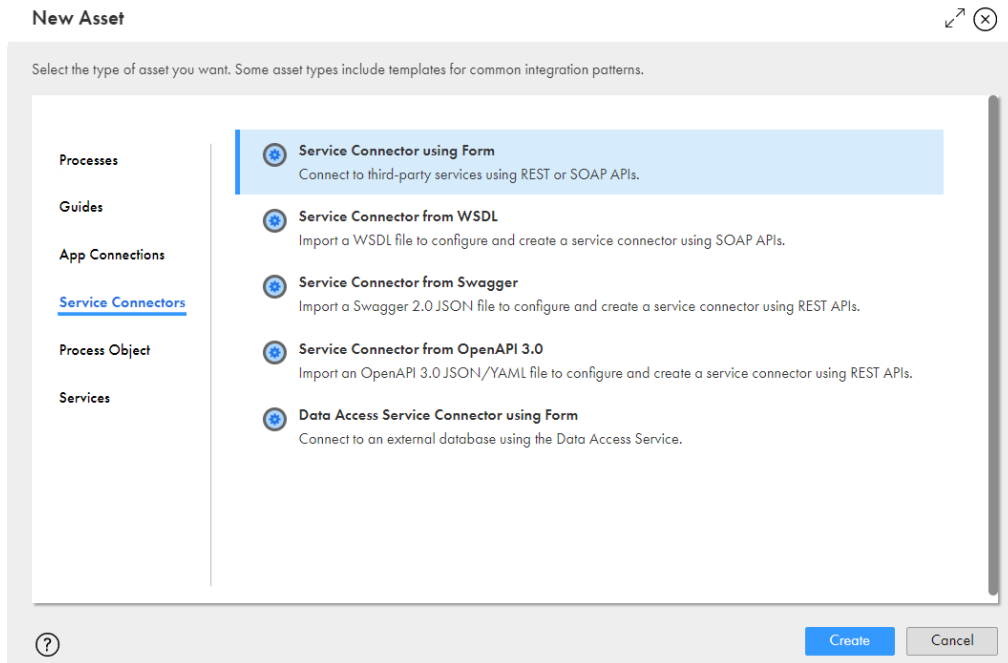 New Asset
Select the type of asset you want. Some asset types include templates for common integration patterns.
Processes
Guides
App Connections
Service Connectors
Process Object
Services
Service Connector using Form
Connect to third-party services using REST or SOAP APIs.
Service Connector from WSDL
Import a WSDL file to configure and create a service connector using SOAP APIs.
Service Connector from Swagger
Import a Swagger 2.0 JSON file to configure and create a service connector using REST APIs.
Service Connector from OpenAPI 3.0
Import an OpenAPI 3.0 JSON/YAML file to configure and create a service connector using REST APIs.
Data Access Service Connector using Form
Connect to an external database using the Data Access Service.
?
Create
Cancel